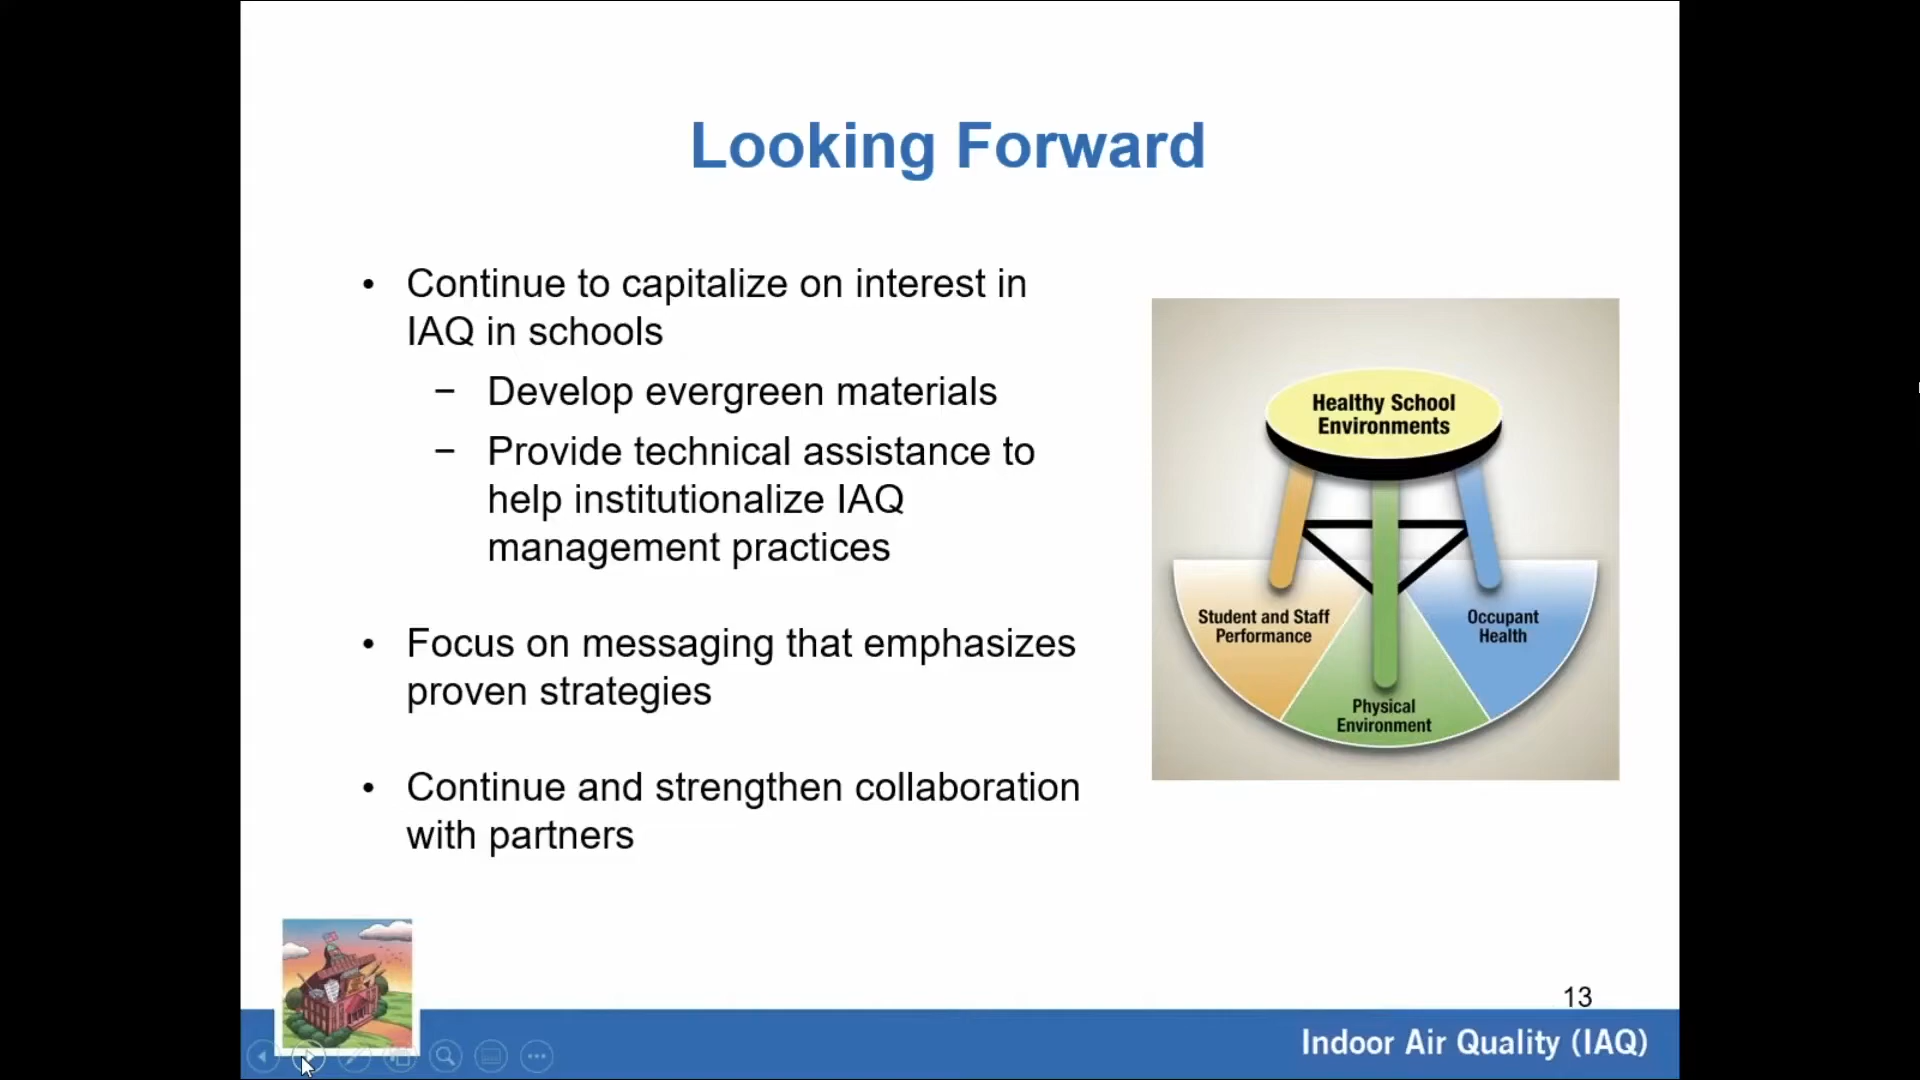 Looking Forward
• Continue to capitalize on interest in
IAQ in schools
− Develop evergreen materials
− Provide technical assistance to
help institutionalize IAQ
management practices
• Focus on messaging that emphasizes
proven strategies
• Continue and strengthen collaboration
with partners
Healthy School
Environments
Student and Staff
Performance
Physical
Environment
Occupant
Health
13
Indoor Air Quality (IAQ)